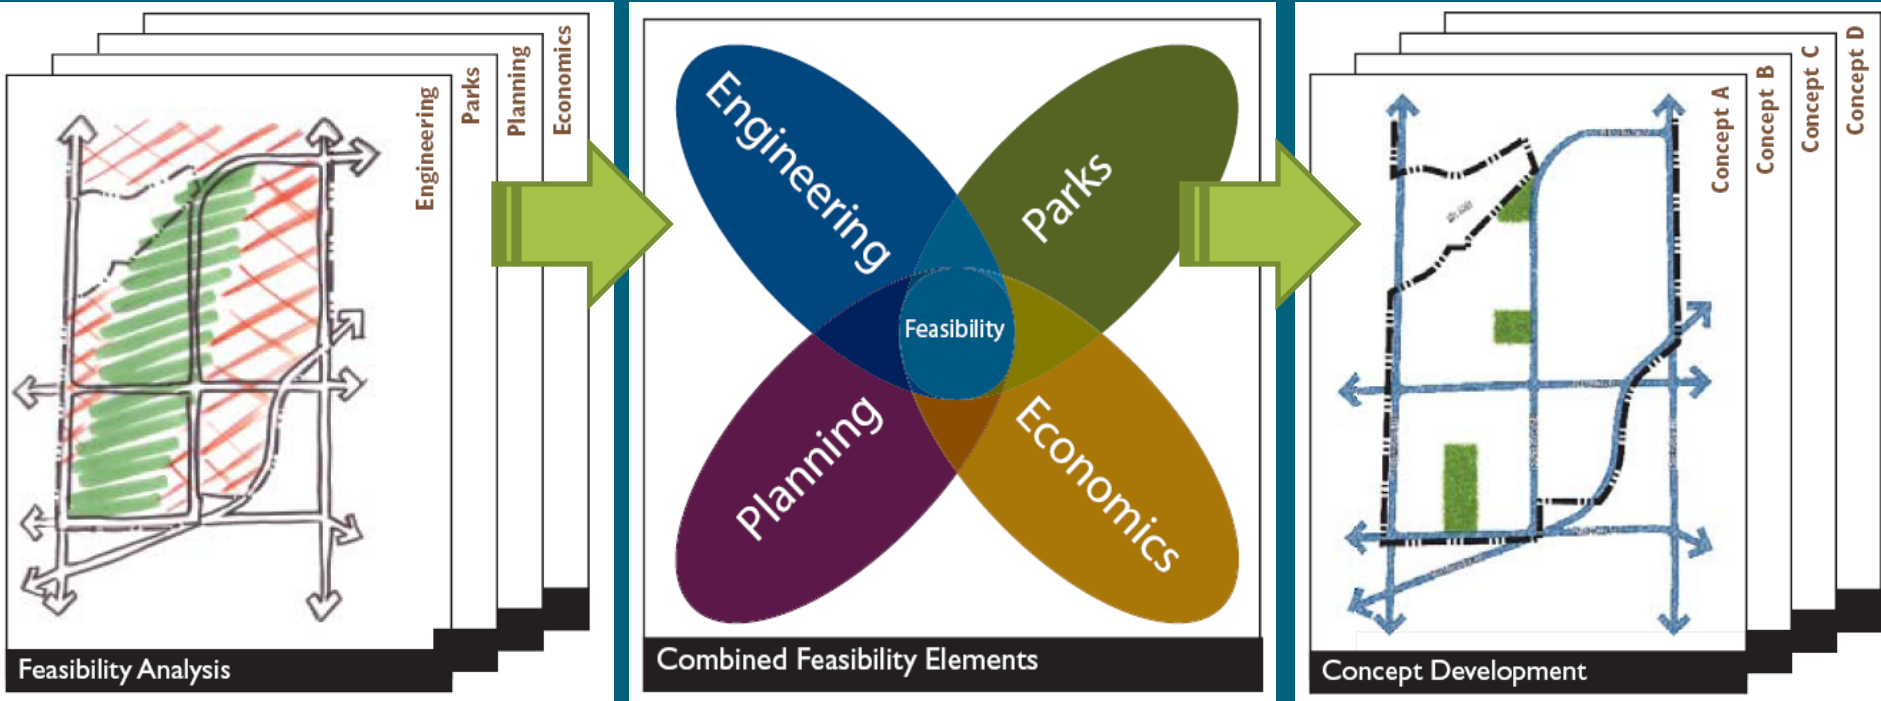 Engineering
Parks
Planning
Economics
Feasibility Analysis
Engineering
Parks
Feasibility
Planning
Economics
Combined Feasibility Elements
Concept A
Concept B
Concept C
Concept D
Concept Development